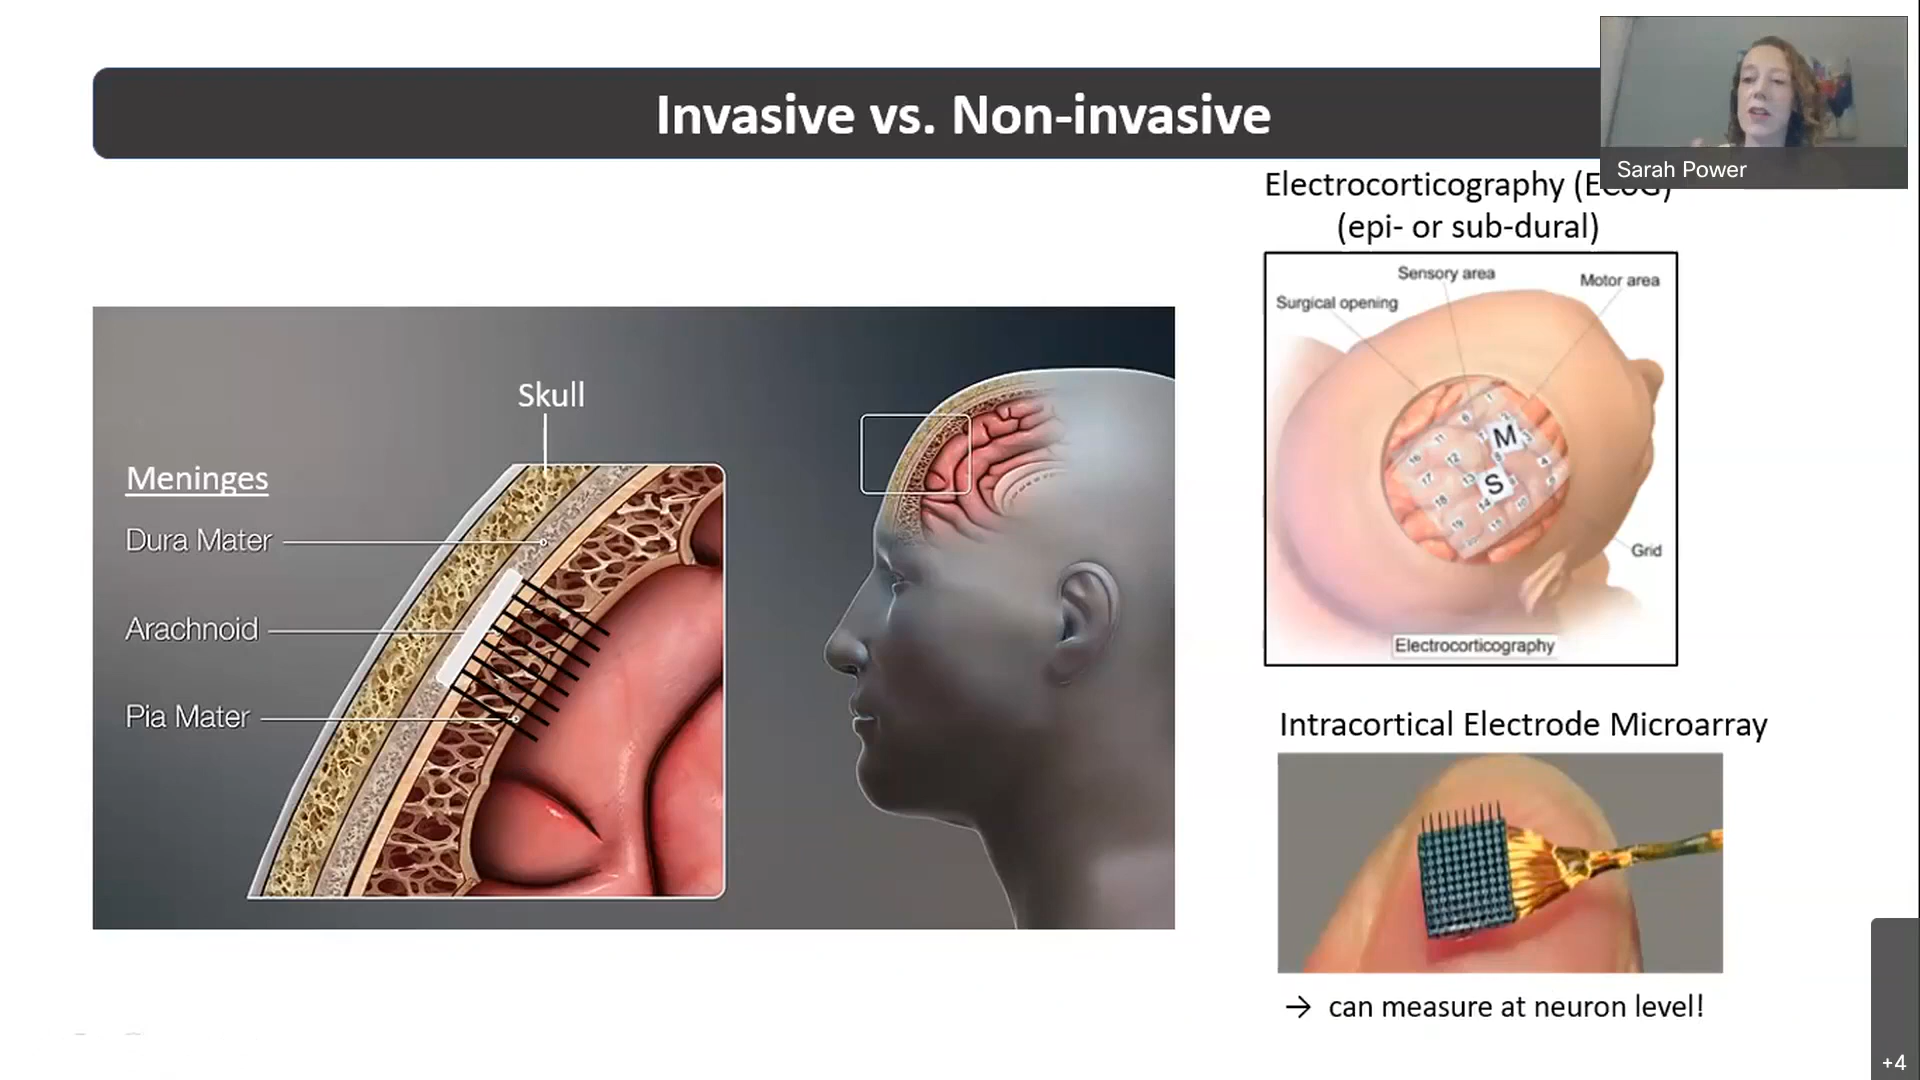 Invasive vs. Non-invasive
Sarah Power
Electrocorticography (ECoG)
(epi- or sub-dural)
Sensory area
Motor area
Surgical opening
M
S
Grid
Electrocorticography
Skull
Meninges
Dura Mater
Arachnoid
Pia Mater
Intracortical Electrode Microarray
→ can measure at neuron level!
+4